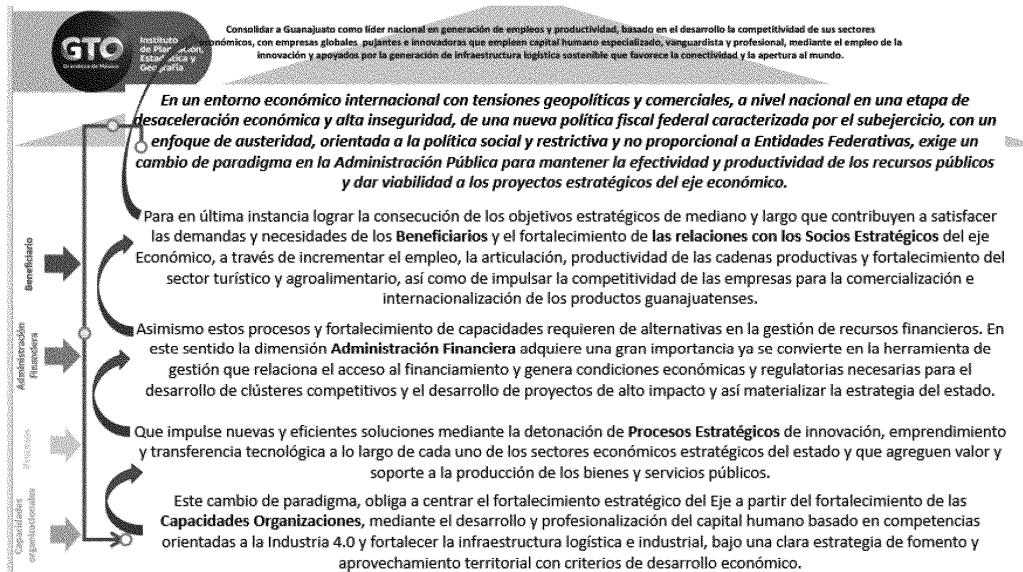 Consolidar a Guanajuato como líder nacional en generación de empleos y productividad, basado en el desarrollo la competitividad de sus sectores
económicos, con empresas globales pujantes e innovadoras que empleen capital humano especializado, vanguardista y profesional, mediante el empleo de la
innovación y apoyados por la generación de infraestructura logística sostenible que favorece la conectividad y la apertura al mundo.
GTO
Grandeza de México
Instituto
de Planeación
Estadística y
Geografía
En un entorno económico internacional con tensiones geopolíticas y comerciales, a nivel nacional en una etapa de
desaceleración económica y alta inseguridad, de una nueva política fiscal federal caracterizada por el subejercicio, con un
enfoque de austeridad, orientada a la política social y restrictiva y no proporcional a Entidades Federativas, exige un
cambio de paradigma en la Administración Pública para mantener la efectividad y productividad de los recursos públicos
y dar viabilidad a los proyectos estratégicos del eje económico.
Beneficiario
Para en última instancia lograr la consecución de los objetivos estratégicos de mediano y largo que contribuyen a satisfacer
las demandas y necesidades de los Beneficiarios y el fortalecimiento de las relaciones con los Socios Estratégicos del eje
Económico, a través de incrementar el empleo, la articulación, productividad de las cadenas productivas y fortalecimiento del
sector turístico y agroalimentario, así como de impulsar la competitividad de las empresas para la comercialización e
internacionalización de los productos guanajuatenses.
Administración
Financiera
Asimismo estos procesos y fortalecimiento de capacidades requieren de alternativas en la gestión de recursos financieros. En
este sentido la dimensión Administración Financiera adquiere una gran importancia ya se convierte en la herramienta de
gestión que relaciona el acceso al financiamiento y genera condiciones económicas y regulatorias necesarias para el
desarrollo de clústeres competitivos y el desarrollo de proyectos de alto impacto y así materializar la estrategia del estado.
Que impulse nuevas y eficientes soluciones mediante la detonación de Procesos Estratégicos de innovación, emprendimiento
y transferencia tecnológica a lo largo de cada uno de los sectores económicos estratégicos del estado y que agreguen valor y
soporte a la producción de los bienes y servicios públicos.
Capacidades
organizacionales
Este cambio de paradigma, obliga a centrar el fortalecimiento estratégico del Eje a partir del fortalecimiento de las
Capacidades Organizaciones, mediante el desarrollo y profesionalización del capital humano basado en competencias
orientadas a la Industria 4.0 y fortalecer la infraestructura logística e industrial, bajo una clara estrategia de fomento y
aprovechamiento territorial con criterios de desarrollo económico.